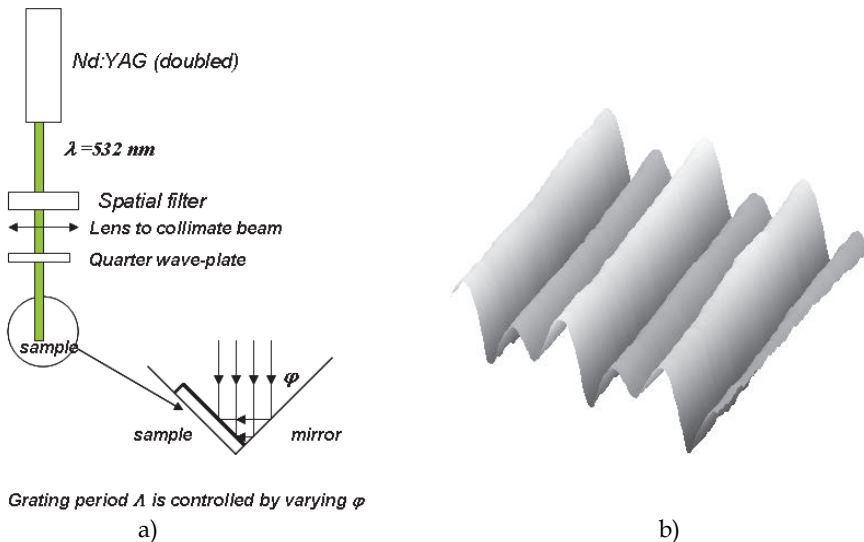 Nd:YAG (doubled)
λ=532 nm
Spatial filter
Lens to collimate beam
Quarter wave-plate
sample
φ
sample
mirror
Grating period Λ is controlled by varying φ
a)
b)